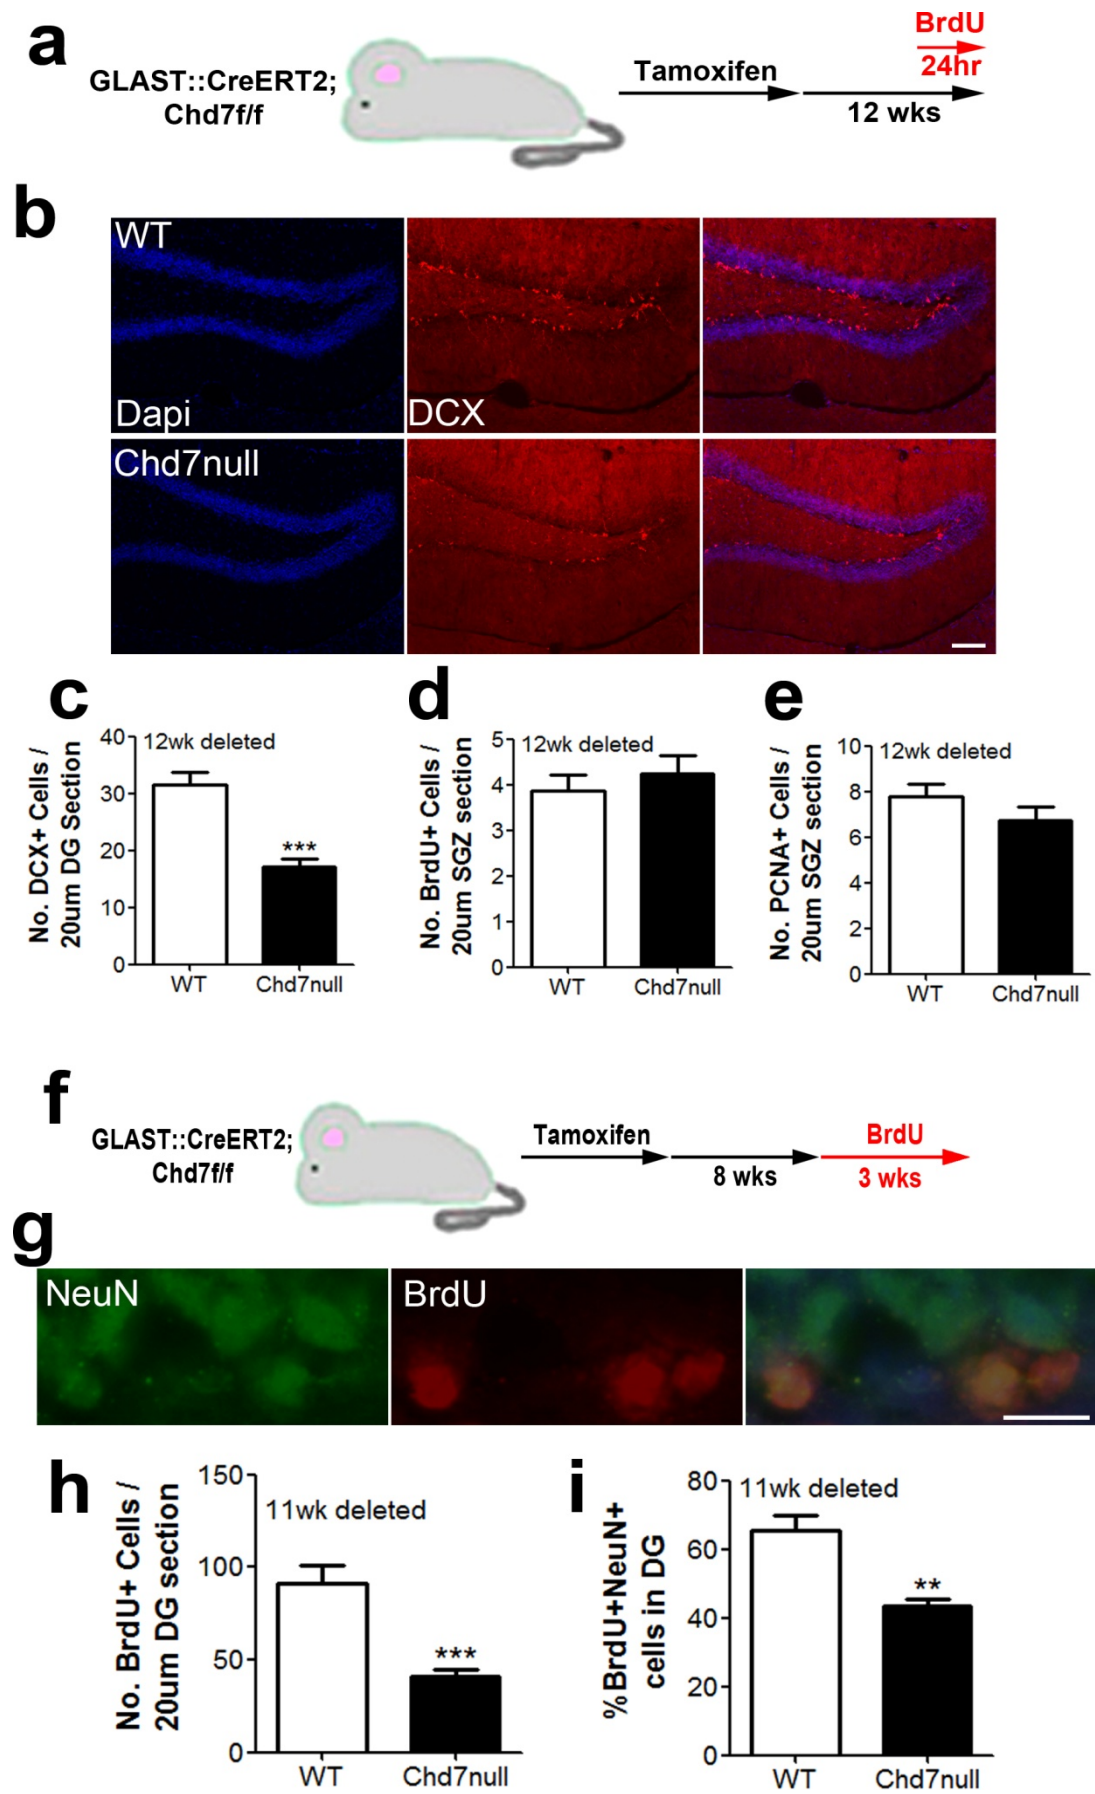 a
GLAST::CreERT2;
Chd7f/f
Tamoxifen
12 wks
BrdU
24hr
b
WT
Dapi
DCX
Chd7null
c
No. DCX+ Cells /
20um DG Section
12wk deleted
40
30
20
10
0
***
WT
Chd7null
d
No. BrdU+ Cells /
20um SGZ section
12wk deleted
5
4
3
2
1
0
WT
Chd7null
e
No. PCNA+ Cells /
20um SGZ section
12wk deleted
10
8
6
4
2
0
WT
Chd7null
f
GLAST::CreERT2;
Chd7f/f
Tamoxifen
8 wks
BrdU
3 wks
g
NeuN
BrdU
h
No. BrdU+ Cells /
20um DG section
11wk deleted
150
100
50
0
***
WT
Chd7null
i
%BrdU+NeuN+
cells in DG
11wk deleted
80
60
40
20
0
**
WT
Chd7null